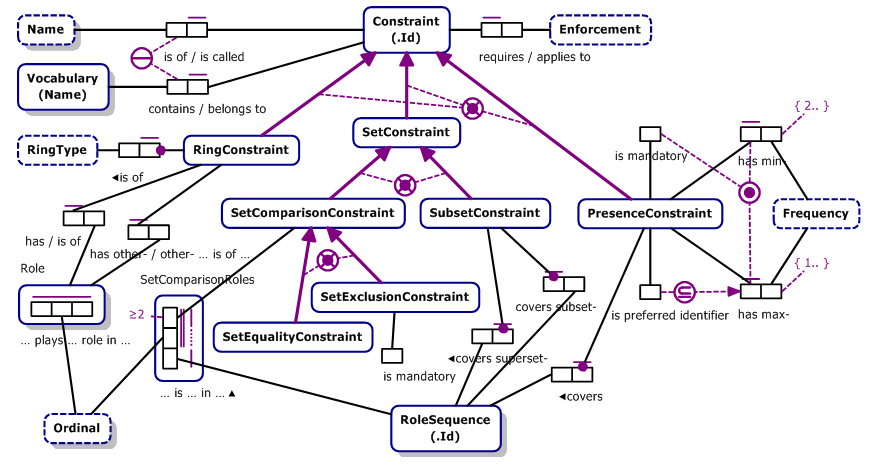 Name
Constraint
(.Id)
Enforcement
is of / is called
requires / applies to
Vocabulary
(Name)
contains / belongs to
{ 2.. }
SetConstraint
RingType
RingConstraint
is mandatory
has min-
◄is of
SetComparisonConstraint
SubsetConstraint
PresenceConstraint
Frequency
has / is of
has other- / other- ... is of ...
Role
SetComparisonRoles
{ 1.. }
SetExclusionConstraint
covers subset-
≥2
is preferred identifier
has max-
SetEqualityConstraint
... plays ... role in ...
◄covers superset-
is mandatory
... is ... in ... ▲
◄covers
Ordinal
RoleSequence
(.Id)